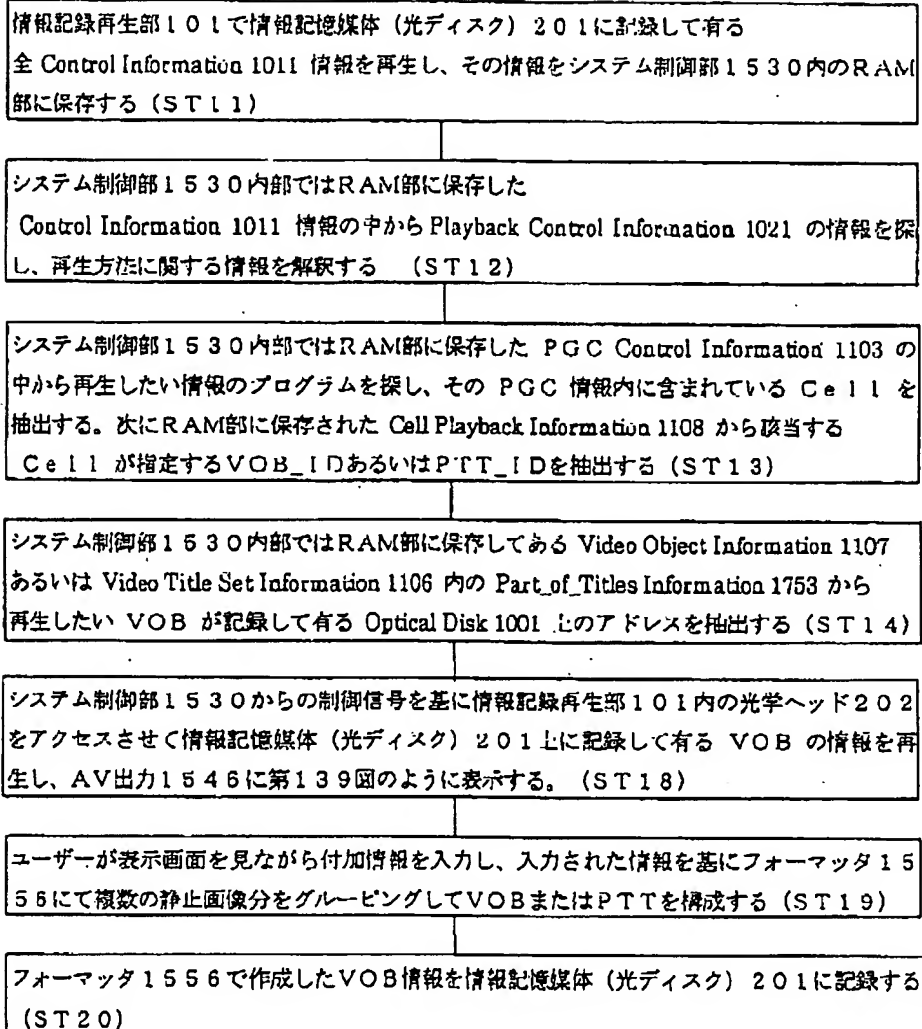 情報記録再生部101で情報記憶媒体(光ディスク)201に記録して有る
全 Control Information 1011 情報を再生し、その情報をシステム制御部1530内のRAM
部に保存する(ST11)
システム制御部1530内部ではRAM部に保存した
Control Information 1011 情報の中から Playback Control Information 1021 の情報を探
し、再生方法に関する情報を解釈する (ST12)
システム制御部1530内部ではRAM部に保存した PGC Control Information 1103 の
中から再生したい情報のプログラムを探し、その PGC 情報内に含まれている Cell を
抽出する。次にRAM部に保存された Cell Playback Information 1108 から該当する
Cell が指定するVOB_IDあるいはPTT_IDを抽出する(ST13)
システム制御部1530内部ではRAM部に保存してある Video Object Information 1107
あるいは Video Title Set Information 1106 内の Part_of_Titles Information 1753 から
再生したい VOB が記録して有る Optical Disk 1001 上のアドレスを抽出する(ST14)
システム制御部1530からの制御信号を基に情報記録再生部101内の光学ヘッド202
をアクセスさせて情報記憶媒体(光ディスク)201上に記録して有る VOB の情報を再
生し、AV出力1546に第139図のように表示する。(ST18)
ユーザーが表示画面を見ながら付加情報を入力し、入力された情報を基にフォーマッタ15
56にて複数の静止画像分をグルーピングしてVOBまたはPTTを構成する(ST19)
フォーマッタ1556で作成したVOB情報を情報記憶媒体(光ディスク)201に記録する
(ST20)